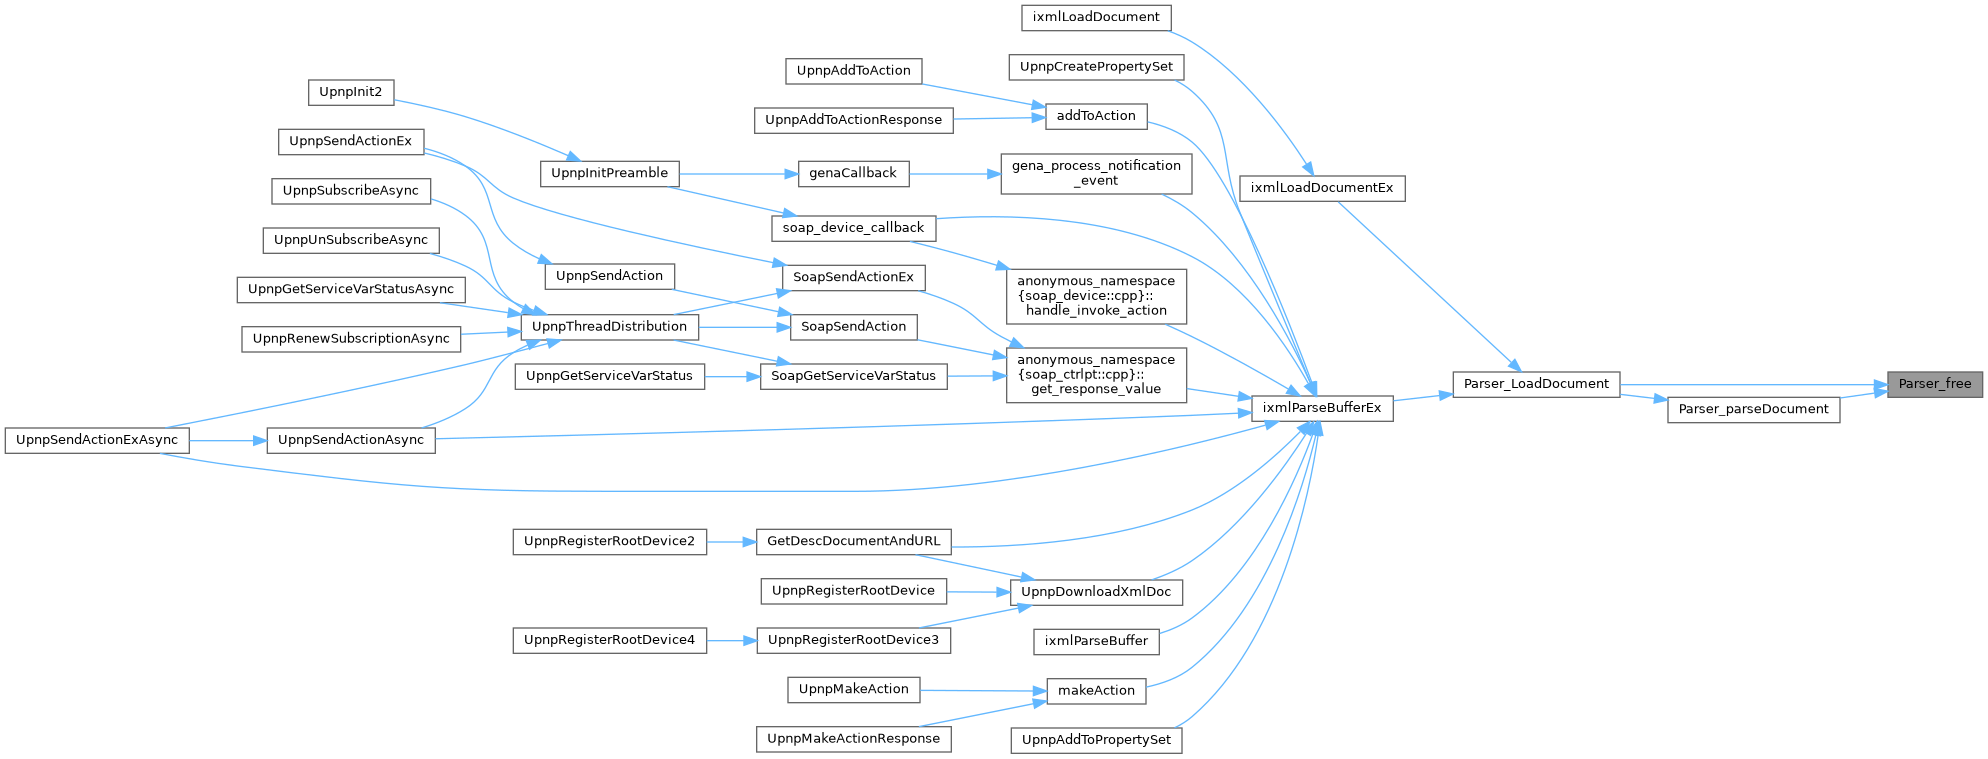 ixmlLoadDocument
UpnpCreatePropertySet
UpnpAddToAction
UpnpInit2
addToAction
UpnpAddToActionResponse
UpnpSendActionEx
gena_process_notification
_event
UpnpInitPreamble
genaCallback
ixmlLoadDocumentEx
UpnpSubscribeAsync
soap_device_callback
UpnpUnSubscribeAsync
UpnpSendAction
SoapSendActionEx
anonymous_namespace
{soap_device::cpp}::
handle_invoke_action
UpnpGetServiceVarStatusAsync
UpnpThreadDistribution
SoapSendAction
UpnpRenewSubscriptionAsync
anonymous_namespace
{soap_ctrlpt::cpp}::
get_response_value
UpnpGetServiceVarStatus
SoapGetServiceVarStatus
Parser_LoadDocument
Parser_free
ixmlParseBufferEx
Parser_parseDocument
UpnpSendActionExAsync
UpnpSendActionAsync
UpnpRegisterRootDevice2
GetDescDocumentAndURL
UpnpRegisterRootDevice
UpnpDownloadXmlDoc
UpnpRegisterRootDevice4
UpnpRegisterRootDevice3
ixmlParseBuffer
UpnpMakeAction
makeAction
UpnpMakeActionResponse
UpnpAddToPropertySet